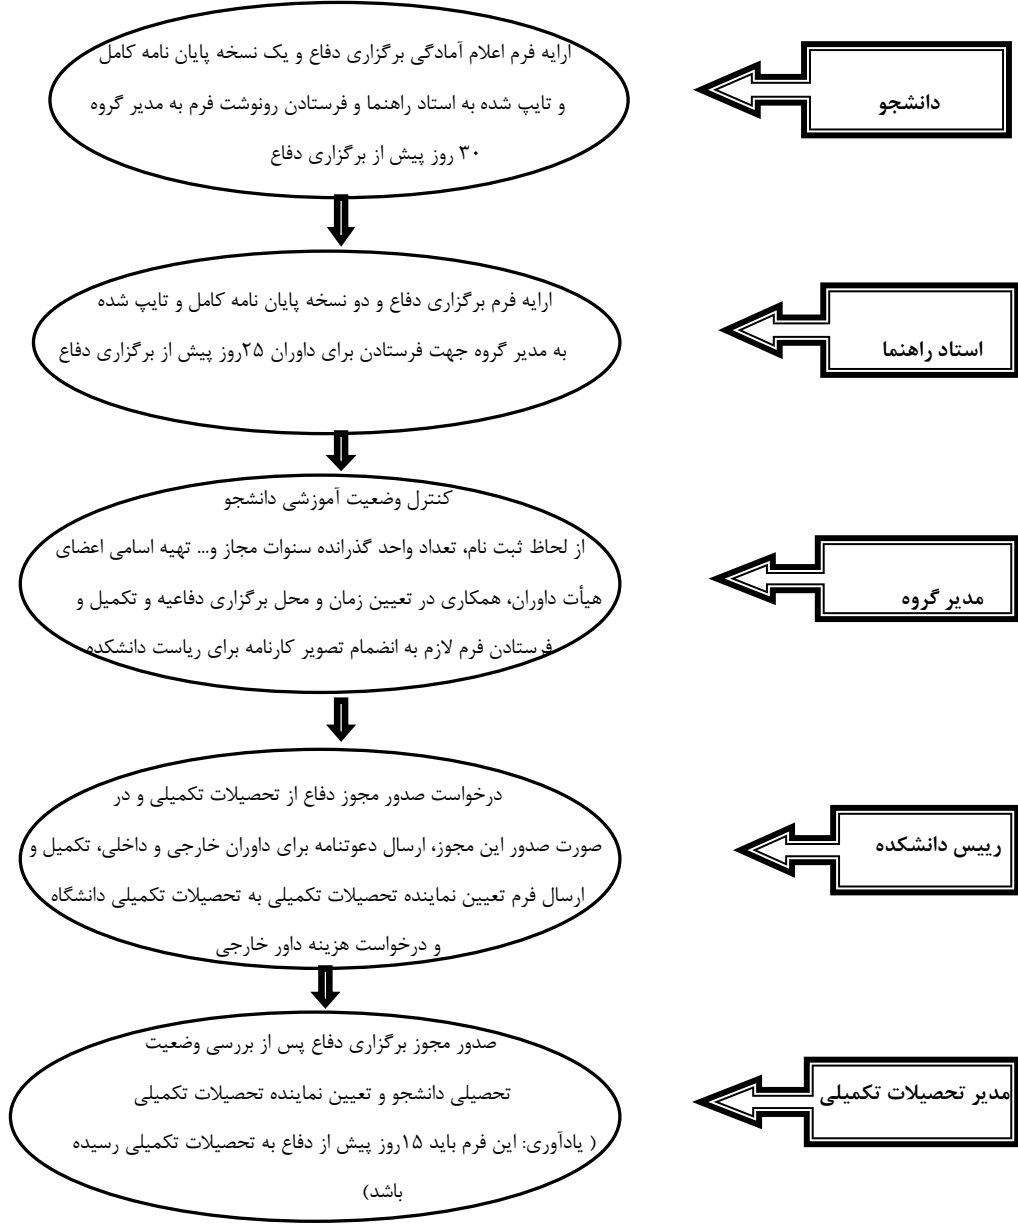 ارایه فرم اعلام آمادگی برگزاری دفاع و یک نسخه پایان نامه کامل
و تایپ شده به استاد راهنما و فرستادن رونوشت فرم به مدیر گروه
۳۰ روز پیش از برگزاری دفاع
دانشجو
ارایه فرم برگزاری دفاع و دو نسخه پایان نامه کامل و تایپ شده
به مدیر گروه جهت فرستادن برای داوران ۲۵روز پیش از برگزاری دفاع
استاد راهنما
کنترل وضعیت آموزشی دانشجو
از لحاظ ثبت نام، تعداد واحد گذرانده سنوات مجاز و... تهیه اسامی اعضای
هیأت داوران، همکاری در تعیین زمان و محل برگزاری دفاعیه و تکمیل و
فرستادن فرم لازم به انضمام تصویر کارنامه برای ریاست دانشکده
مدیر گروه
درخواست صدور مجوز دفاع از تحصیلات تکمیلی و در
صورت صدور این مجوز، ارسال دعوتنامه برای داوران خارجی و داخلی، تکمیل و
ارسال فرم تعیین نماینده تحصیلات تکمیلی به تحصیلات تکمیلی دانشگاه
و درخواست هزینه داور خارجی
رییس دانشکده
صدور مجوز برگزاری دفاع پس از بررسی وضعیت
تحصیلی دانشجو و تعیین نماینده تحصیلات تکمیلی
( یادآوری: این فرم باید ۱۵روز پیش از دفاع به تحصیلات تکمیلی رسیده
باشد)
مدیر تحصیلات تکمیلی